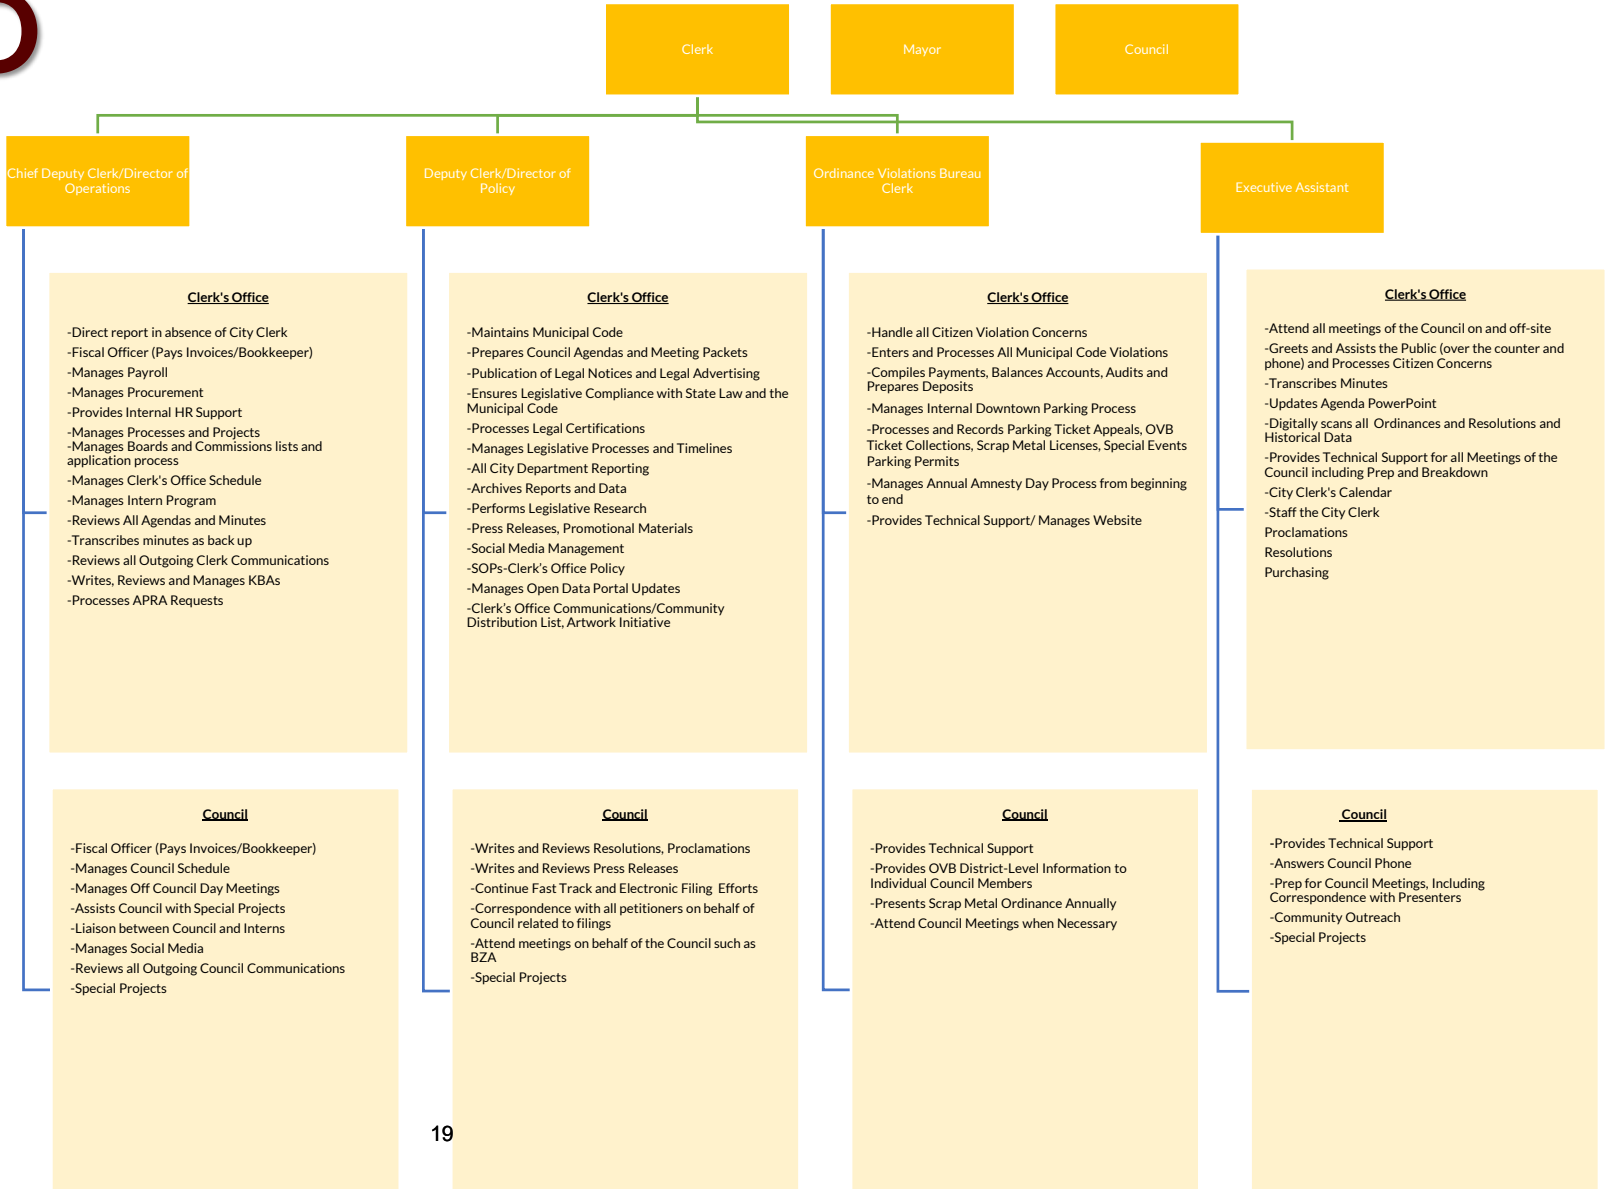 Clerk
Mayor
Council
Chief Deputy Clerk/Director of
Operations
Deputy Clerk/Director of
Policy
Ordinance Violations Bureau
Clerk
Executive Assistant
Clerk's Office
-Direct report in absence of City Clerk
-Fiscal Officer (Pays Invoices/Bookkeeper)
-Manages Payroll
-Manages Procurement
-Provides Internal HR Support
-Manages Processes and Projects
-Manages Boards and Commissions lists and
application process
-Manages Clerk's Office Schedule
-Manages Intern Program
-Reviews All Agendas and Minutes
-Transcribes minutes as back up
-Reviews all Outgoing Clerk Communications
-Writes, Reviews and Manages KBAs
-Processes APRA Requests
Clerk's Office
-Maintains Municipal Code
-Prepares Council Agendas and Meeting Packets
-Publication of Legal Notices and Legal Advertising
-Ensures Legislative Compliance with State Law and the
Municipal Code
-Processes Legal Certifications
-Manages Legislative Processes and Timelines
-All City Department Reporting
-Archives Reports and Data
-Performs Legislative Research
-Press Releases, Promotional Materials
-Social Media Management
-SOPs-Clerk’s Office Policy
-Manages Open Data Portal Updates
-Clerk’s Office Communications/Community
Distribution List, Artwork Initiative
Clerk's Office
-Handle all Citizen Violation Concerns
-Enters and Processes All Municipal Code Violations
-Compiles Payments, Balances Accounts, Audits and
Prepares Deposits
-Manages Internal Downtown Parking Process
-Processes and Records Parking Ticket Appeals, OVB
Ticket Collections, Scrap Metal Licenses, Special Events
Parking Permits
-Manages Annual Amnesty Day Process from beginning
to end
-Provides Technical Support/ Manages Website
Clerk's Office
-Attend all meetings of the Council on and off-site
-Greets and Assists the Public (over the counter and
phone) and Processes Citizen Concerns
-Transcribes Minutes
-Updates Agenda PowerPoint
-Digitally scans all Ordinances and Resolutions and
Historical Data
-Provides Technical Support for all Meetings of the
Council including Prep and Breakdown
-City Clerk's Calendar
-Staff the City Clerk
Proclamations
Resolutions
Purchasing
Council
-Fiscal Officer (Pays Invoices/Bookkeeper)
-Manages Council Schedule
-Manages Off Council Day Meetings
-Assists Council with Special Projects
-Liaison between Council and Interns
-Manages Social Media
-Reviews all Outgoing Council Communications
-Special Projects
Council
-Writes and Reviews Resolutions, Proclamations
-Writes and Reviews Press Releases
-Continue Fast Track and Electronic Filing Efforts
-Correspondence with all petitioners on behalf of
Council related to filings
-Attend meetings on behalf of the Council such as
BZA
-Special Projects
Council
-Provides Technical Support
-Provides OVB District-Level Information to
Individual Council Members
-Presents Scrap Metal Ordinance Annually
-Attend Council Meetings when Necessary
Council
-Provides Technical Support
-Answers Council Phone
-Prep for Council Meetings, Including
Correspondence with Presenters
-Community Outreach
-Special Projects
19